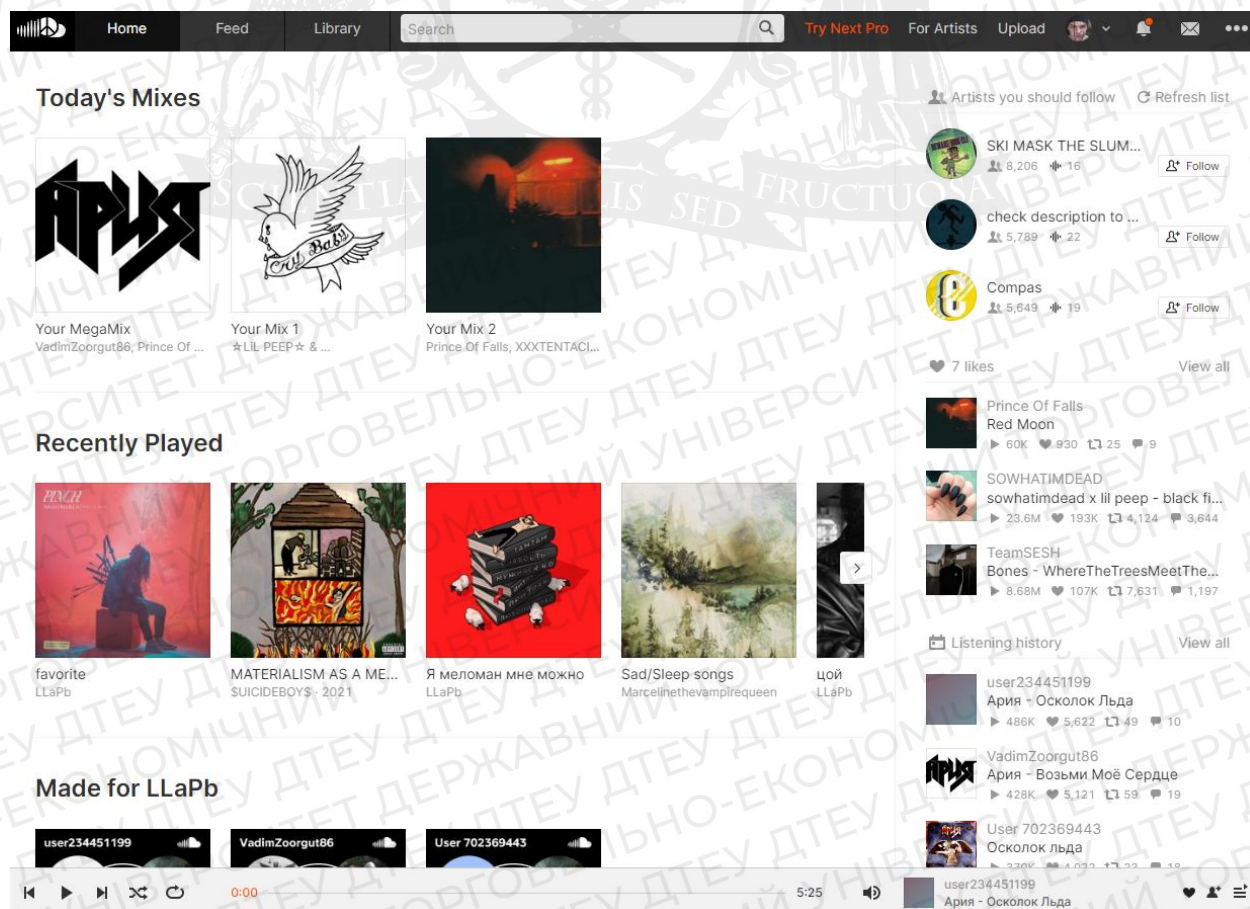 Home
Feed
Library
Search
Try Next Pro
For Artists
Upload
Today's Mixes
АРИЯ
Cry Baby
Your MegaMix
VadimZoorgut86, Prince Of ...
Your Mix 1
☆LiL PEEP☆ & ...
Your Mix 2
Prince Of Falls, XXXTENTACI...
Recently Played
favorite
LLaPb
MATERIALISM AS A ME...
$UICIDEBOY$ · 2021
Я меломан мне можно
LLaPb
Sad/Sleep songs
Marcelinethevampirequeen
цой
LLaPb
Made for LLaPb
user234451199
VadimZoorgut86
User 702369443
Artists you should follow
Refresh list
SKI MASK THE SLUM...
8,206 16
Follow
check description to ...
5,789 22
Follow
Compas
5,649 19
Follow
7 likes
View all
Prince Of Falls
Red Moon
60K 930 25 9
SOWHATIMDEAD
sowhatimdead x lil peep - black fi...
23.6M 193K 4,124 3,644
TeamSESH
Bones - WhereTheTreesMeetThe...
8.68M 107K 7,631 1,197
Listening history
View all
user234451199
Ария - Осколок Льда
486K 5,622 49 10
VadimZoorgut86
Ария - Возьми Моё Сердце
428K 5,121 59 19
User 702369443
Осколок льда
0:00
5:25
user234451199
Ария - Осколок Льда